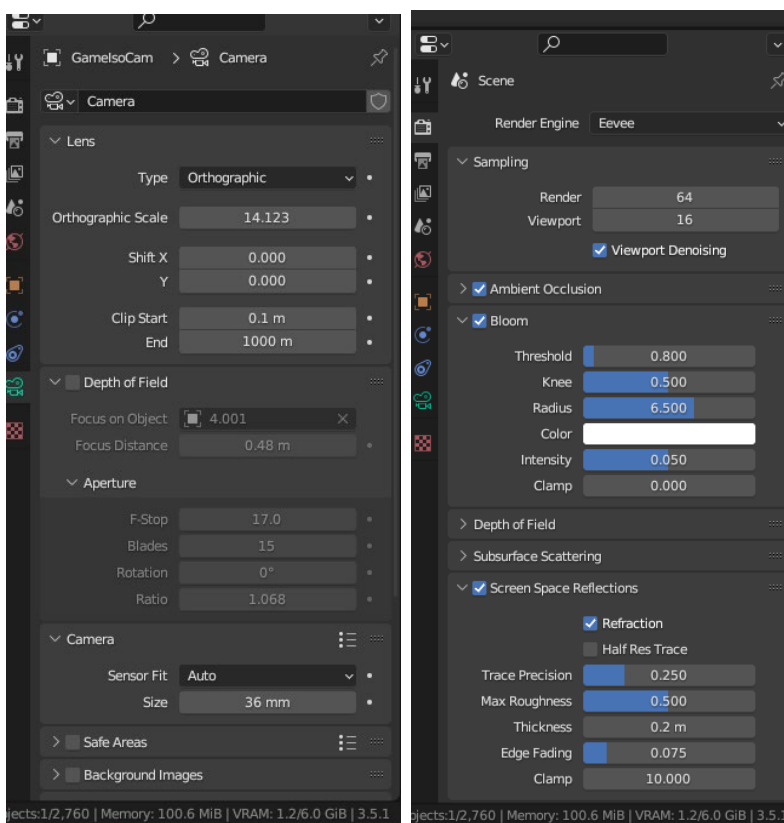 GameIsoCam > Camera
Camera
Lens
Type Orthographic
Orthographic Scale 14.123
Shift X 0.000
Y 0.000
Clip Start 0.1 m
End 1000 m
Depth of Field
Focus on Object 4.001
Focus Distance 0.48 m
Aperture
F-Stop 17.0
Blades 15
Rotation 0°
Ratio 1.068
Camera
Sensor Fit Auto
Size 36 mm
Safe Areas
Background Images
jects:1/2,760 | Memory: 100.6 MiB | VRAM: 1.2/6.0 GiB | 3.5.1
Scene
Render Engine Eevee
Sampling
Render 64
Viewport 16
Viewport Denoising
Ambient Occlusion
Bloom
Threshold 0.800
Knee 0.500
Radius 6.500
Color
Intensity 0.050
Clamp 0.000
Depth of Field
Subsurface Scattering
Screen Space Reflections
Refraction
Half Res Trace
Trace Precision 0.250
Max Roughness 0.500
Thickness 0.2 m
Edge Fading 0.075
Clamp 10.000
ojects:1/2,760 | Memory: 100.6 MiB | VRAM: 1.2/6.0 GiB | 3.5.1